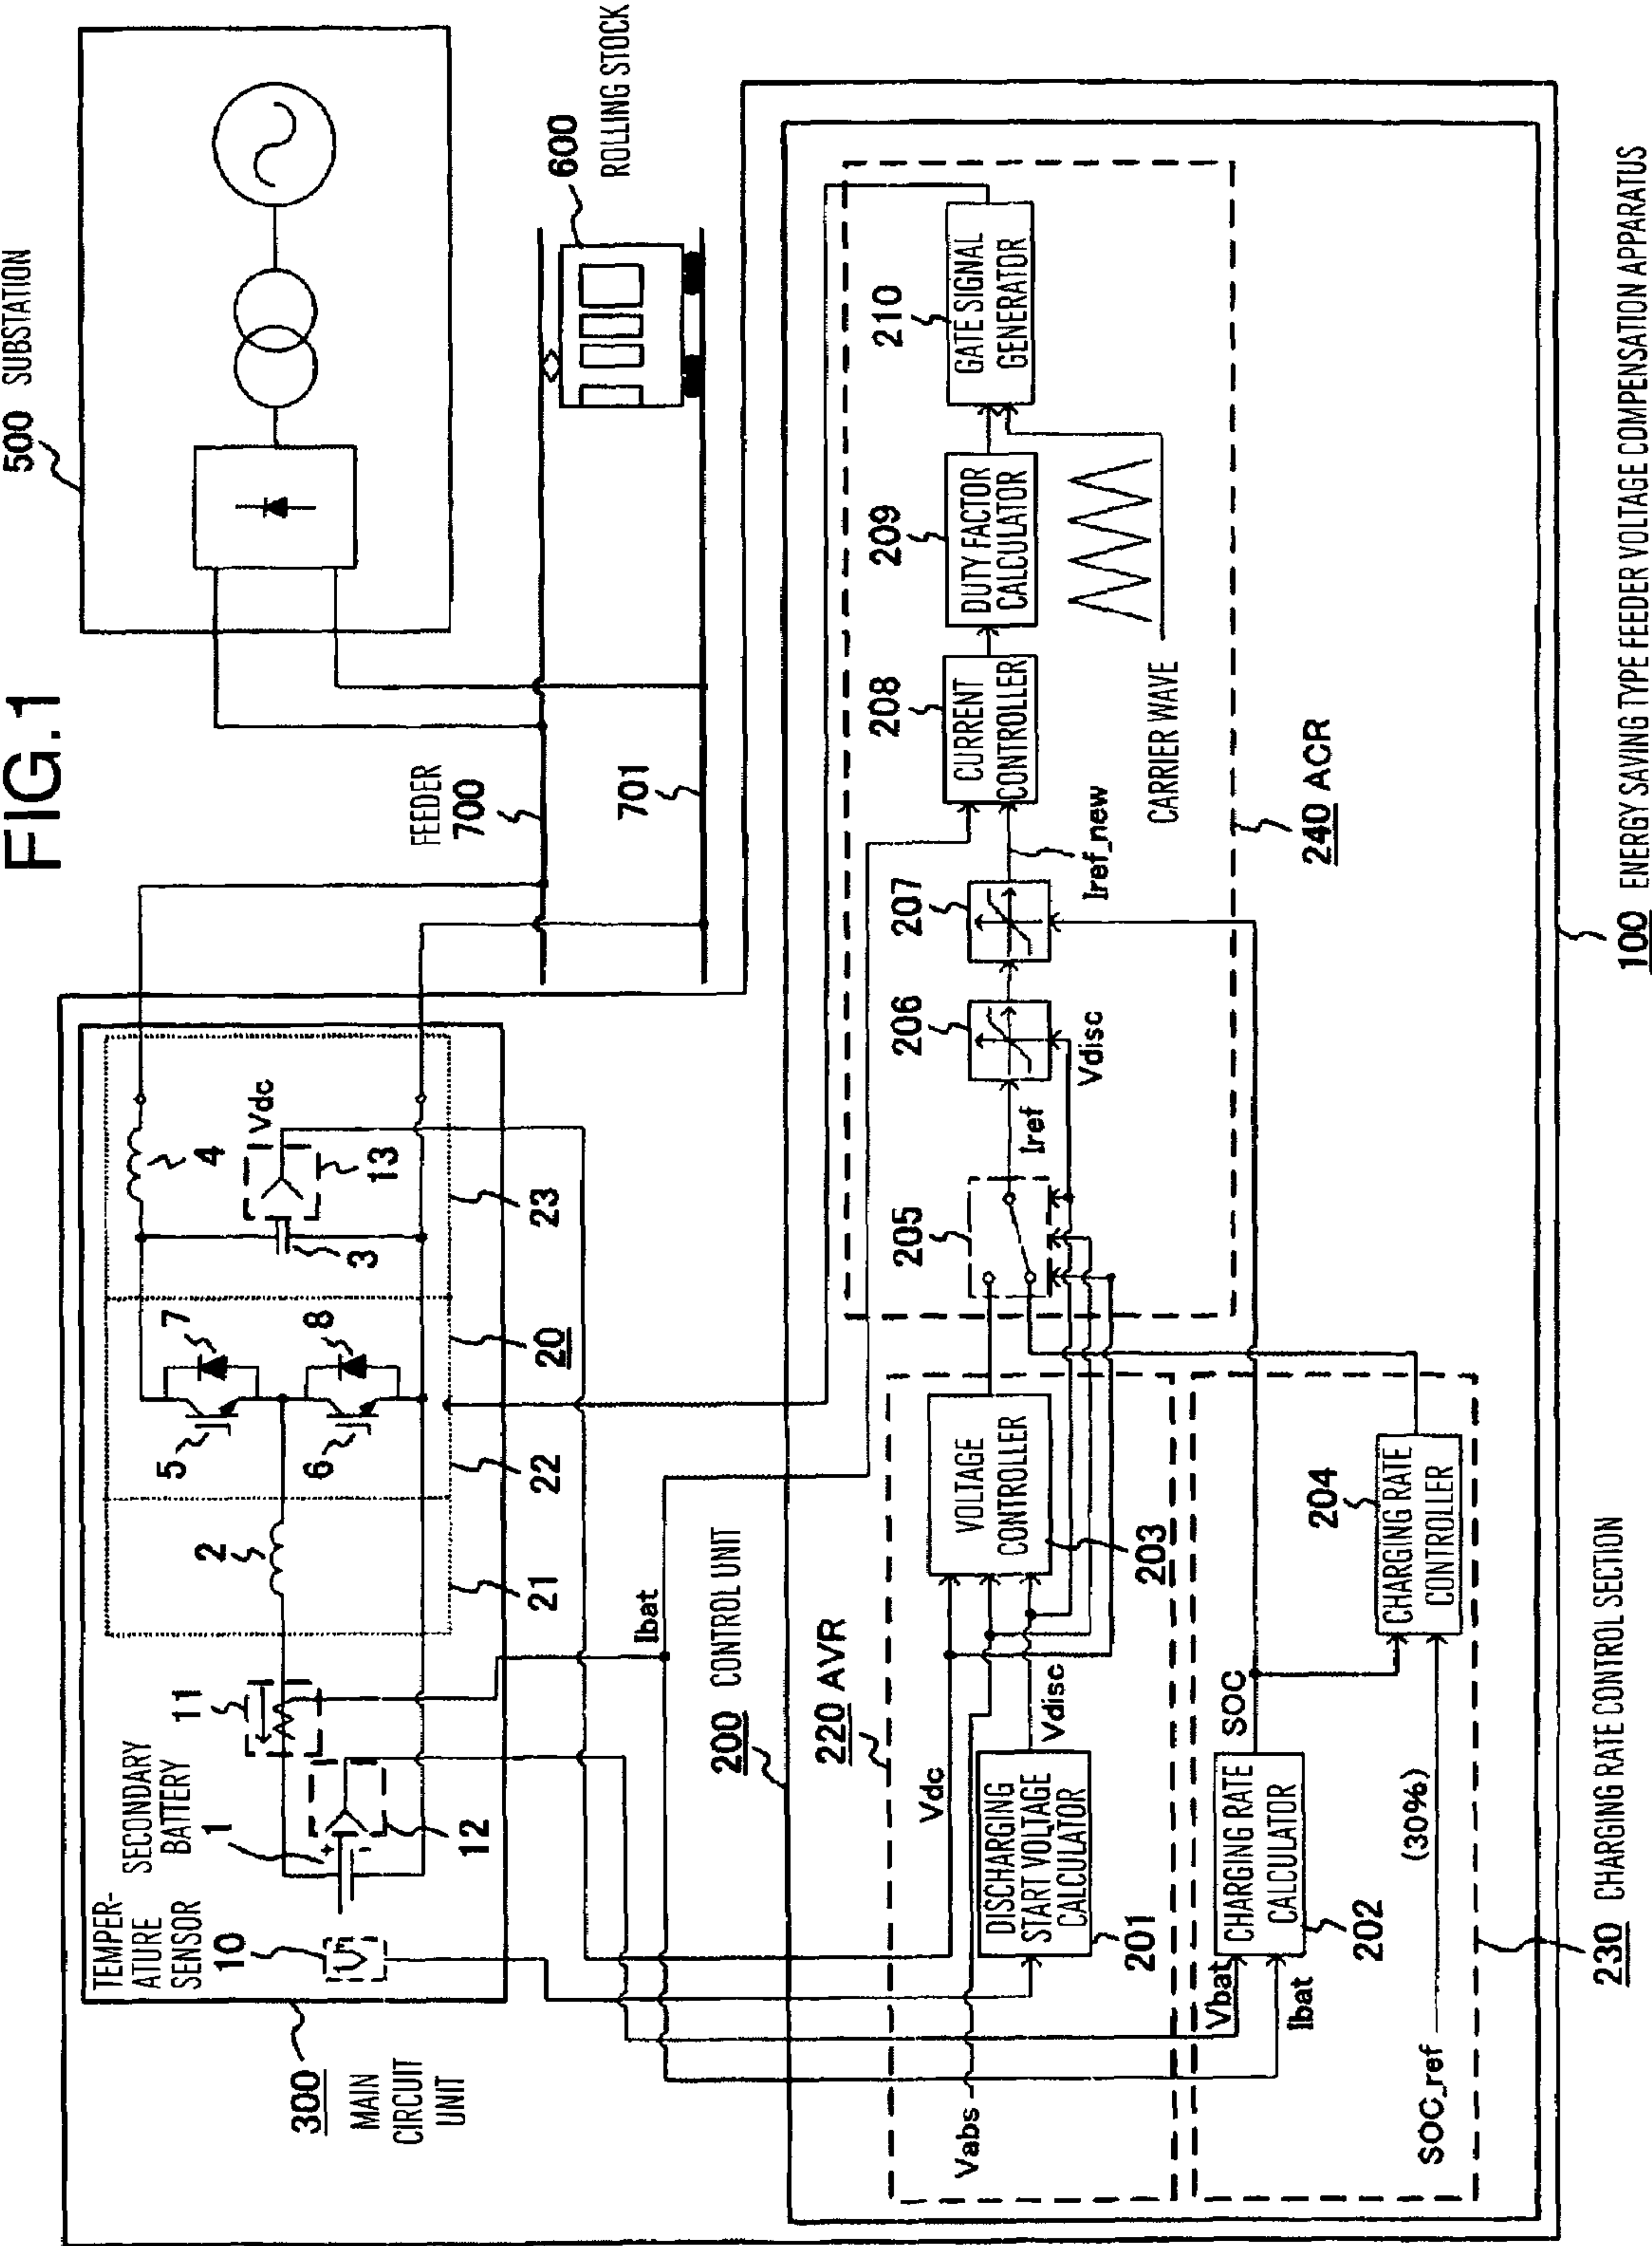 FIG.1
500 SUBSTATION
600
ROLLING STOCK
FEEDER
700
701
TEMPER-
ATURE
SENSOR
10
SECONDARY
BATTERY
1
+
-
12
11
2
21
5
7
6
8
22
20
3
4
Vdc
13
23
300
MAIN
CIRCUIT
UNIT
Ibat
200 CONTROL UNIT
220 AVR
Vabs
Vdc
DISCHARGING
START VOLTAGE
CALCULATOR
201
Vdisc
VOLTAGE
CONTROLLER
203
Vbat
Ibat
CHARGING RATE
CALCULATOR
202
SOC
SOC_ref
(30%)
204
CHARGING RATE
CONTROLLER
230 CHARGING RATE CONTROL SECTION
205
Iref
206
Vdisc
207
Iref_new
208
CURRENT
CONTROLLER
209
DUTY FACTOR
CALCULATOR
210
GATE SIGNAL
GENERATOR
CARRIER WAVE
240 ACR
100 ENERGY SAVING TYPE FEEDER VOLTAGE COMPENSATION APPARATUS